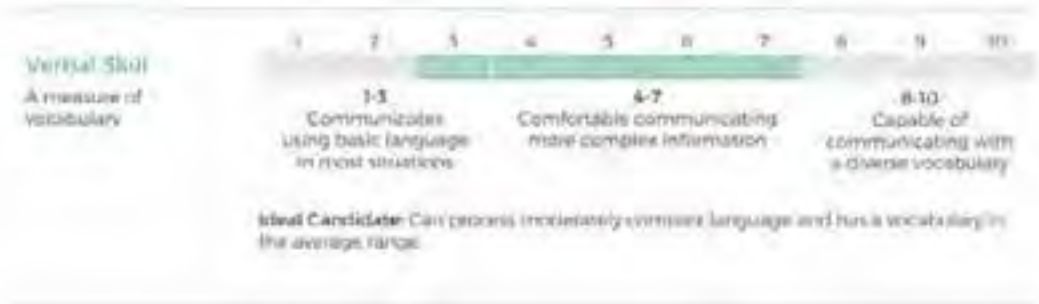 1 2 3 4 5 6 7 8 9 10
Verbal Skill
A measure of
vocabulary
1-3
Communicates
using basic language
in most situations
4-7
Comfortable communicating
more complex information
8-10
Capable of
communicating with
a diverse vocabulary
Ideal Candidate: Can process moderately complex language and has a vocabulary in
the average range.